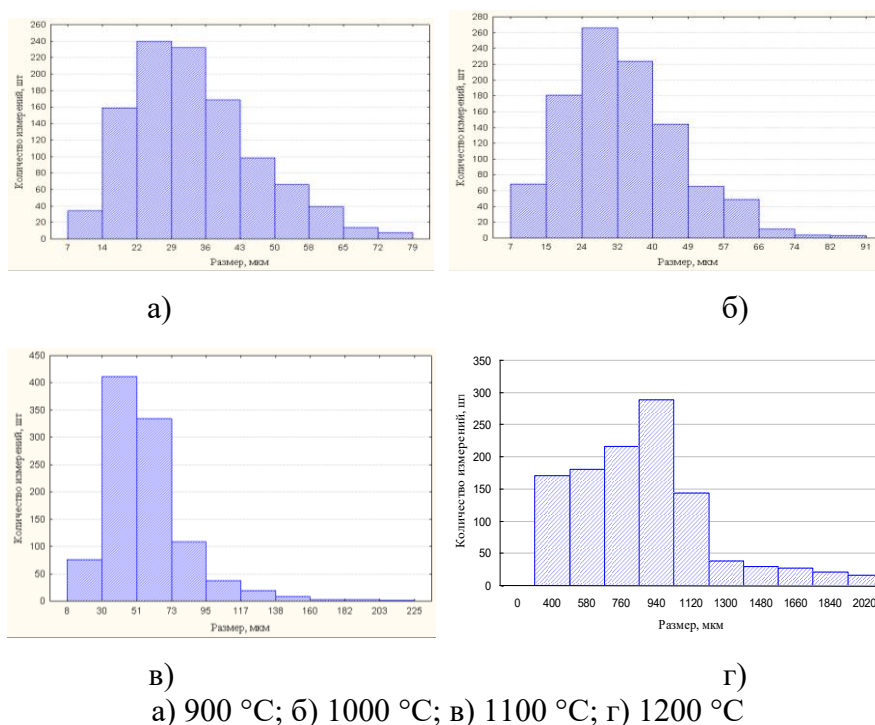 260
240
220
200
180
160
140
120
100
80
60
40
20
0
Количество измерений, шт
7 14 22 29 36 43 50 58 65 72 79
Размер, мкм
а)
280
260
240
220
200
180
160
140
120
100
80
60
40
20
0
Количество измерений, шт
7 15 24 32 40 49 57 66 74 82 91
Размер, мкм
б)
450
400
350
300
250
200
150
100
50
0
Количество измерений, шт
8 30 51 73 95 117 138 160 182 203 225
Размер, мкм
в)
350
300
250
200
150
100
50
0
Количество измерений, шт
0 400 580 760 940 1120 1300 1480 1660 1840 2020
Размер, мкм
г)
а) 900 °С; б) 1000 °С; в) 1100 °С; г) 1200 °С